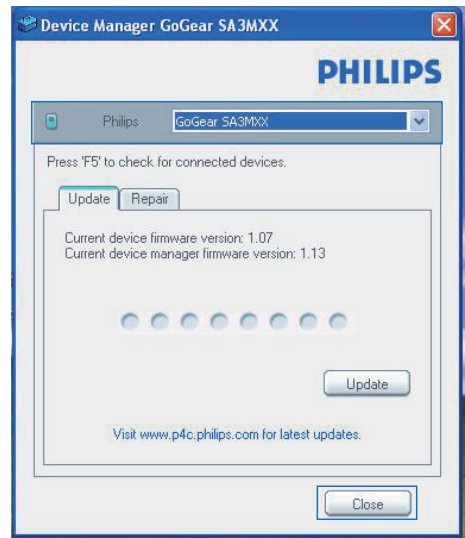 Device Manager GoGear SA3MXX
PHILIPS
Philips GoGear SA3MXX
Press 'F5' to check for connected devices.
Update Repair
Current device firmware version: 1.07
Current device manager firmware version: 1.13
Update
Visit www.p4c.philips.com for latest updates.
Close